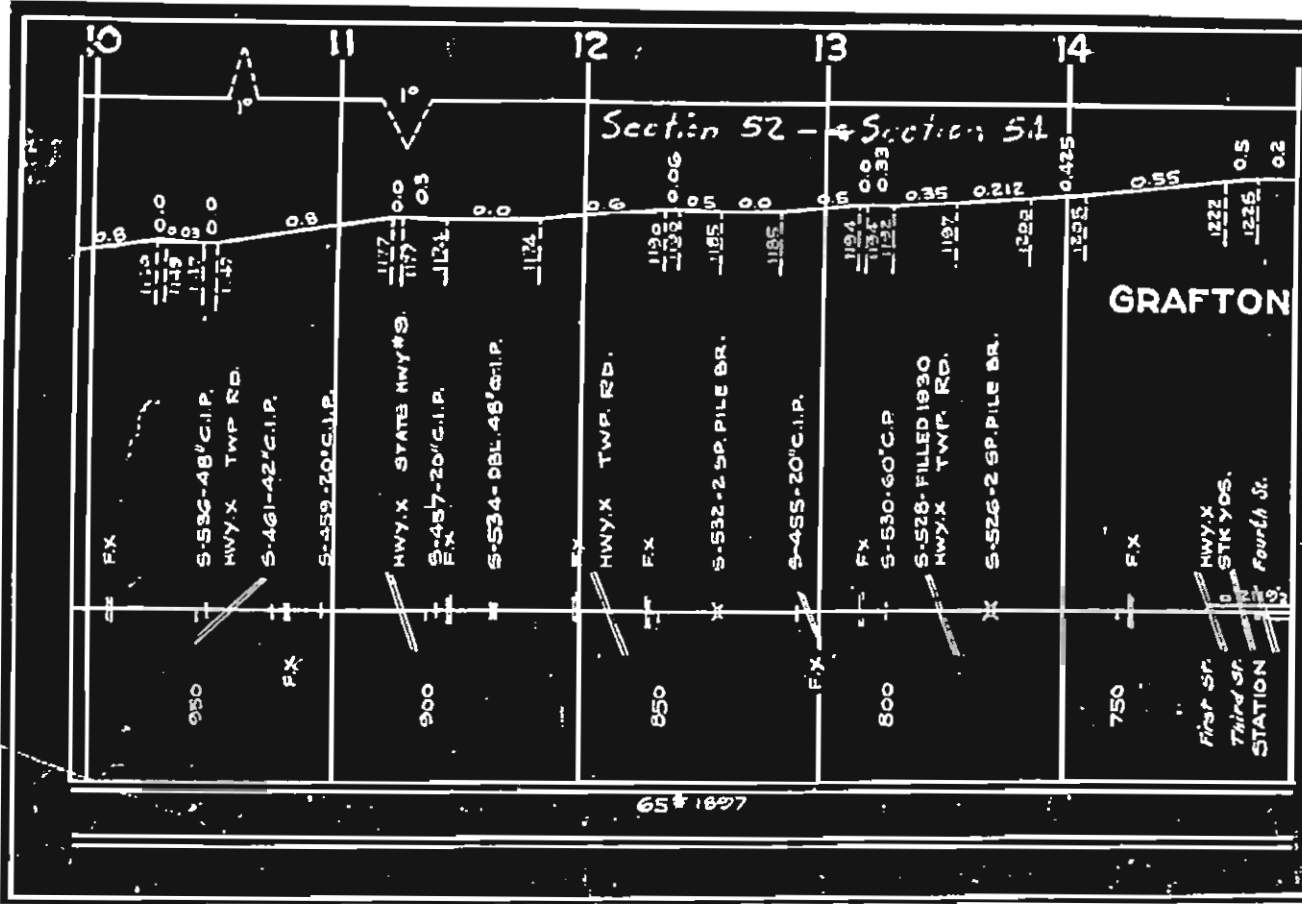 10
11
12
13
14
1°
1°
Section 52 - Section 51
0.8
0.0
0.03
0.0
0.8
0.0
0.0
0.6
0.06
0.5
0.0
0.5
0.0
0.33
0.35
0.212
0.425
0.55
0.5
0.2
1177
1177
1174
1190
1185
1185
1194
1194
1192
1197
1205
1222
1225
GRAFTON
F.X
S-536-48"C.I.P.
HWY.X TWP RD.
S-461-42"C.I.P.
S-459-20"C.I.P.
HWY.X STATE HWY #9.
S-457-20"C.I.P.
F.X
S-534-DBL.48"C.I.P.
F.X
HWY.X TWP. RD.
F.X
S-532-2 SP. PILE BR.
S-455-20"C.I.P.
F.X
S-530-60"C.P.
S-528-FILLED 1930
HWY.X TWP. RD.
S-526-2 SP. PILE BR.
F.X
HWY.X
STK YDS.
Fourth St.
F.X
F.X
950
900
850
800
750
First St.
Third St.
STATION
65# 1897